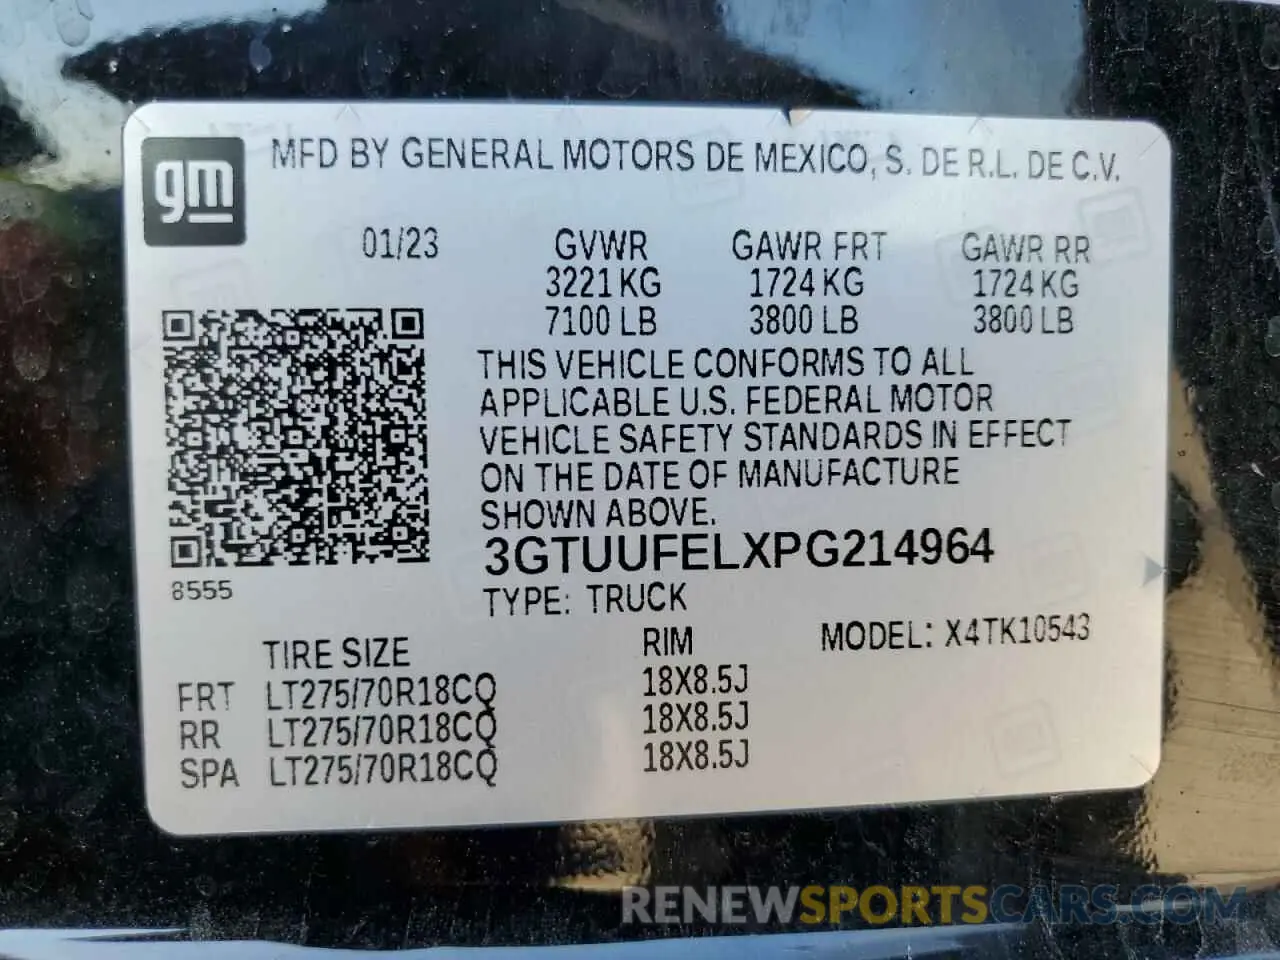 gm
MFD BY GENERAL MOTORS DE MEXICO, S. DE R.L. DE C.V.
01/23 GVWR GAWR FRT GAWR RR
3221 KG 1724 KG 1724 KG
7100 LB 3800 LB 3800 LB
THIS VEHICLE CONFORMS TO ALL
APPLICABLE U.S. FEDERAL MOTOR
VEHICLE SAFETY STANDARDS IN EFFECT
ON THE DATE OF MANUFACTURE
SHOWN ABOVE.
3GTUUFELXPG214964
8555
TYPE: TRUCK
TIRE SIZE RIM MODEL: X4TK10543
FRT LT275/70R18CQ 18X8.5J
RR LT275/70R18CQ 18X8.5J
SPA LT275/70R18CQ 18X8.5J
RENEWSPORTSCARS.COM